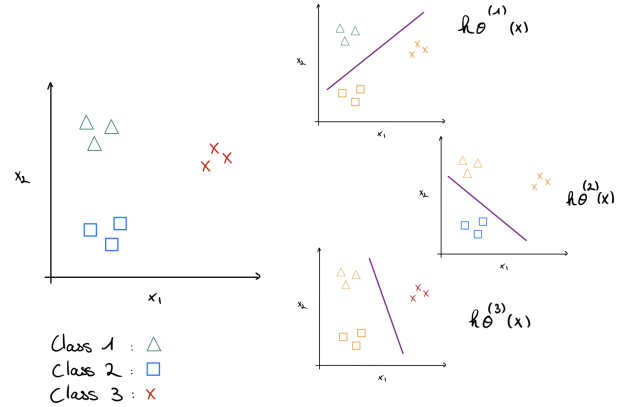 x₂
x₁
Class 1 : △
Class 2 : □
Class 3 : ×
x₂
x₁
hθ⁽¹⁾(x)
x₂
x₁
hθ⁽²⁾(x)
x₂
x₁
hθ⁽³⁾(x)